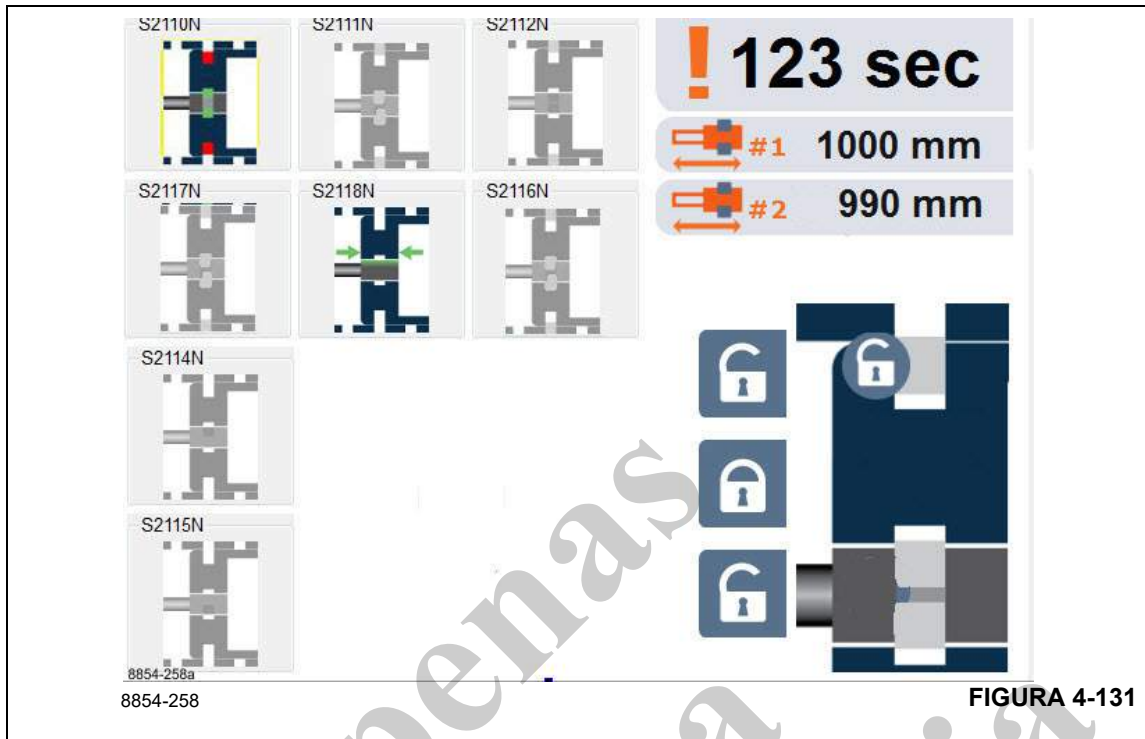 S2110N
S2111N
S2112N
! 123 sec
#1 1000 mm
#2 990 mm
S2117N
S2118N
S2116N
S2114N
S2115N
8854-258a
8854-258
FIGURA 4-131
penas